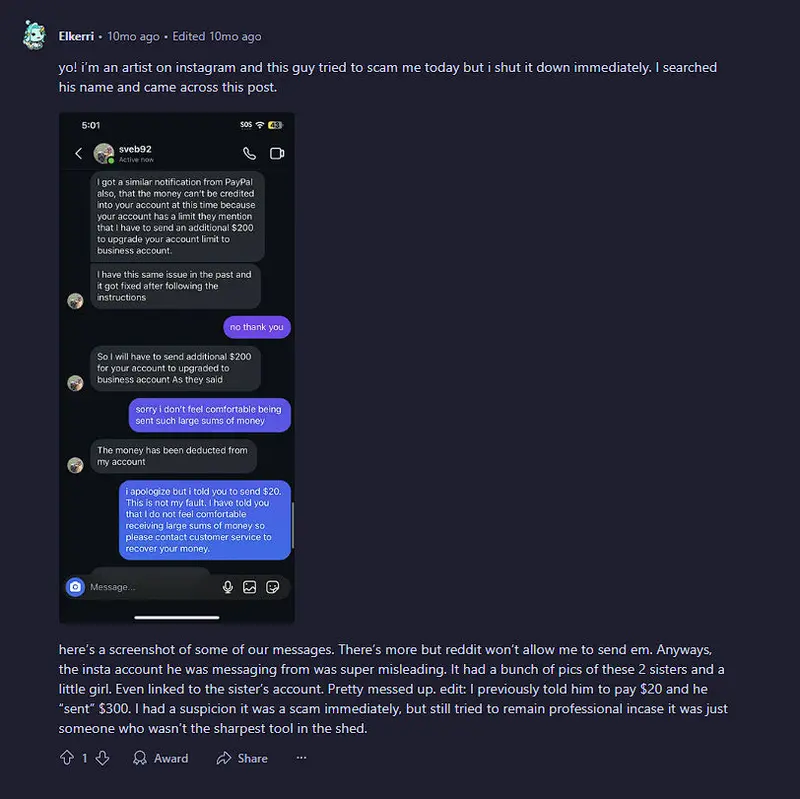 Elkerri • 10mo ago • Edited 10mo ago
yo! i'm an artist on instagram and this guy tried to scam me today but i shut it down immediately. I searched
his name and came across this post.
5:01
SOS
43
sveb92
Active now
I got a similar notification from PayPal
also, that the money can't be credited
into your account at this time because
your account has a limit they mention
that I have to send an additional $200
to upgrade your account limit to
business account.
I have this same issue in the past and
it got fixed after following the
instructions
no thank you
So I will have to send additional $200
for your account to upgraded to
business account As they said
sorry i don't feel comfortable being
sent such large sums of money
The money has been deducted from
my account
i apologize but i told you to send $20.
This is not my fault. I have told you
that I do not feel comfortable
receiving large sums of money so
please contact customer service to
recover your money.
Message...
here's a screenshot of some of our messages. There's more but reddit won't allow me to send em. Anyways,
the insta account he was messaging from was super misleading. It had a bunch of pics of these 2 sisters and a
little girl. Even linked to the sister's account. Pretty messed up. edit: I previously told him to pay $20 and he
"sent" $300. I had a suspicion it was a scam immediately, but still tried to remain professional incase it was just
someone who wasn't the sharpest tool in the shed.
1
Award
Share